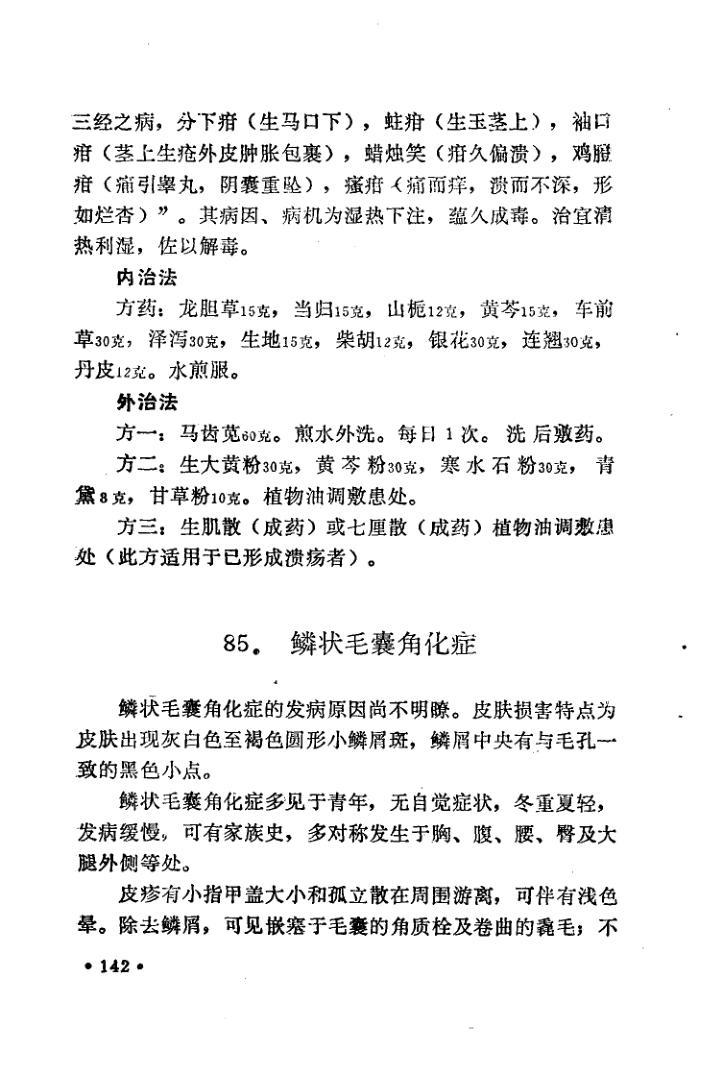 三经之病，分下疳（生马口下），蛀疳（生玉茎上），袖口
疳（茎上生疮外皮肿胀包裹），蜡烛笑（疳久偏溃），鸡腿
疳（痛引睾丸，阴囊重坠），瘙疳（痛而痒，溃而不深，形
如烂杏）”。其病因、病机为湿热下注，蕴久成毒。治宜清
热利湿，佐以解毒。
内治法
方药：龙胆草15克，当归15克，山栀12克，黄芩15克，车前
草30克，泽泻30克，生地15克，柴胡12克，银花30克，连翘30克，
丹皮12克。水煎服。
外治法
方一：马齿苋60克。煎水外洗。每日1次。洗后敷药。
方二：生大黄粉30克，黄芩粉30克，寒水石粉30克，青
黛8克，甘草粉10克。植物油调敷患处。
方三：生肌散（成药）或七厘散（成药）植物油调敷患
处（此方适用于已形成溃疡者）。
85．鳞状毛囊角化症
鳞状毛囊角化症的发病原因尚不明瞭。皮肤损害特点为
皮肤出现灰白色至褐色圆形小鳞屑斑，鳞屑中央有与毛孔一
致的黑色小点。
鳞状毛囊角化症多见于青年，无自觉症状，冬重夏轻，
发病缓慢，可有家族史，多对称发生于胸、腹、腰、臀及大
腿外侧等处。
皮疹有小指甲盖大小和孤立散在周围游离，可伴有浅色
晕。除去鳞屑，可见嵌塞于毛囊的角质栓及卷曲的毳毛；不
•142•